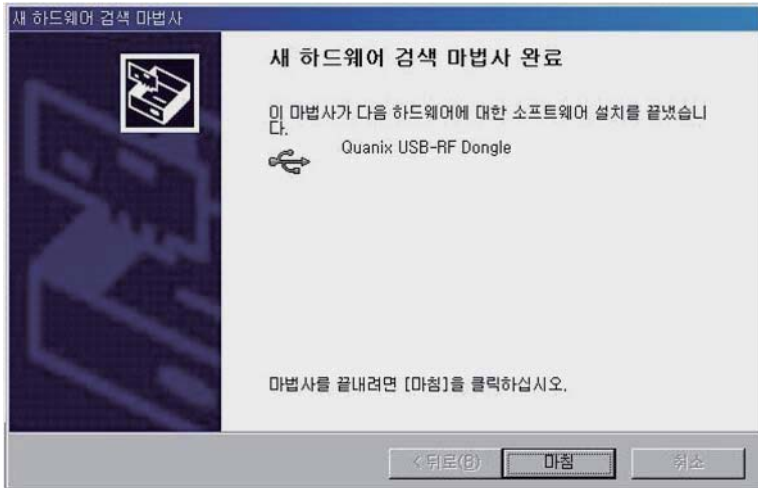 새 하드웨어 검색 마법사
새 하드웨어 검색 마법사 완료
이 마법사가 다음 하드웨어에 대한 소프트웨어 설치를 끝냈습니
다.
Quanix USB-RF Dongle
마법사를 끝내려면 [마침]을 클릭하십시오.
< 뒤로(B)
마침
취소